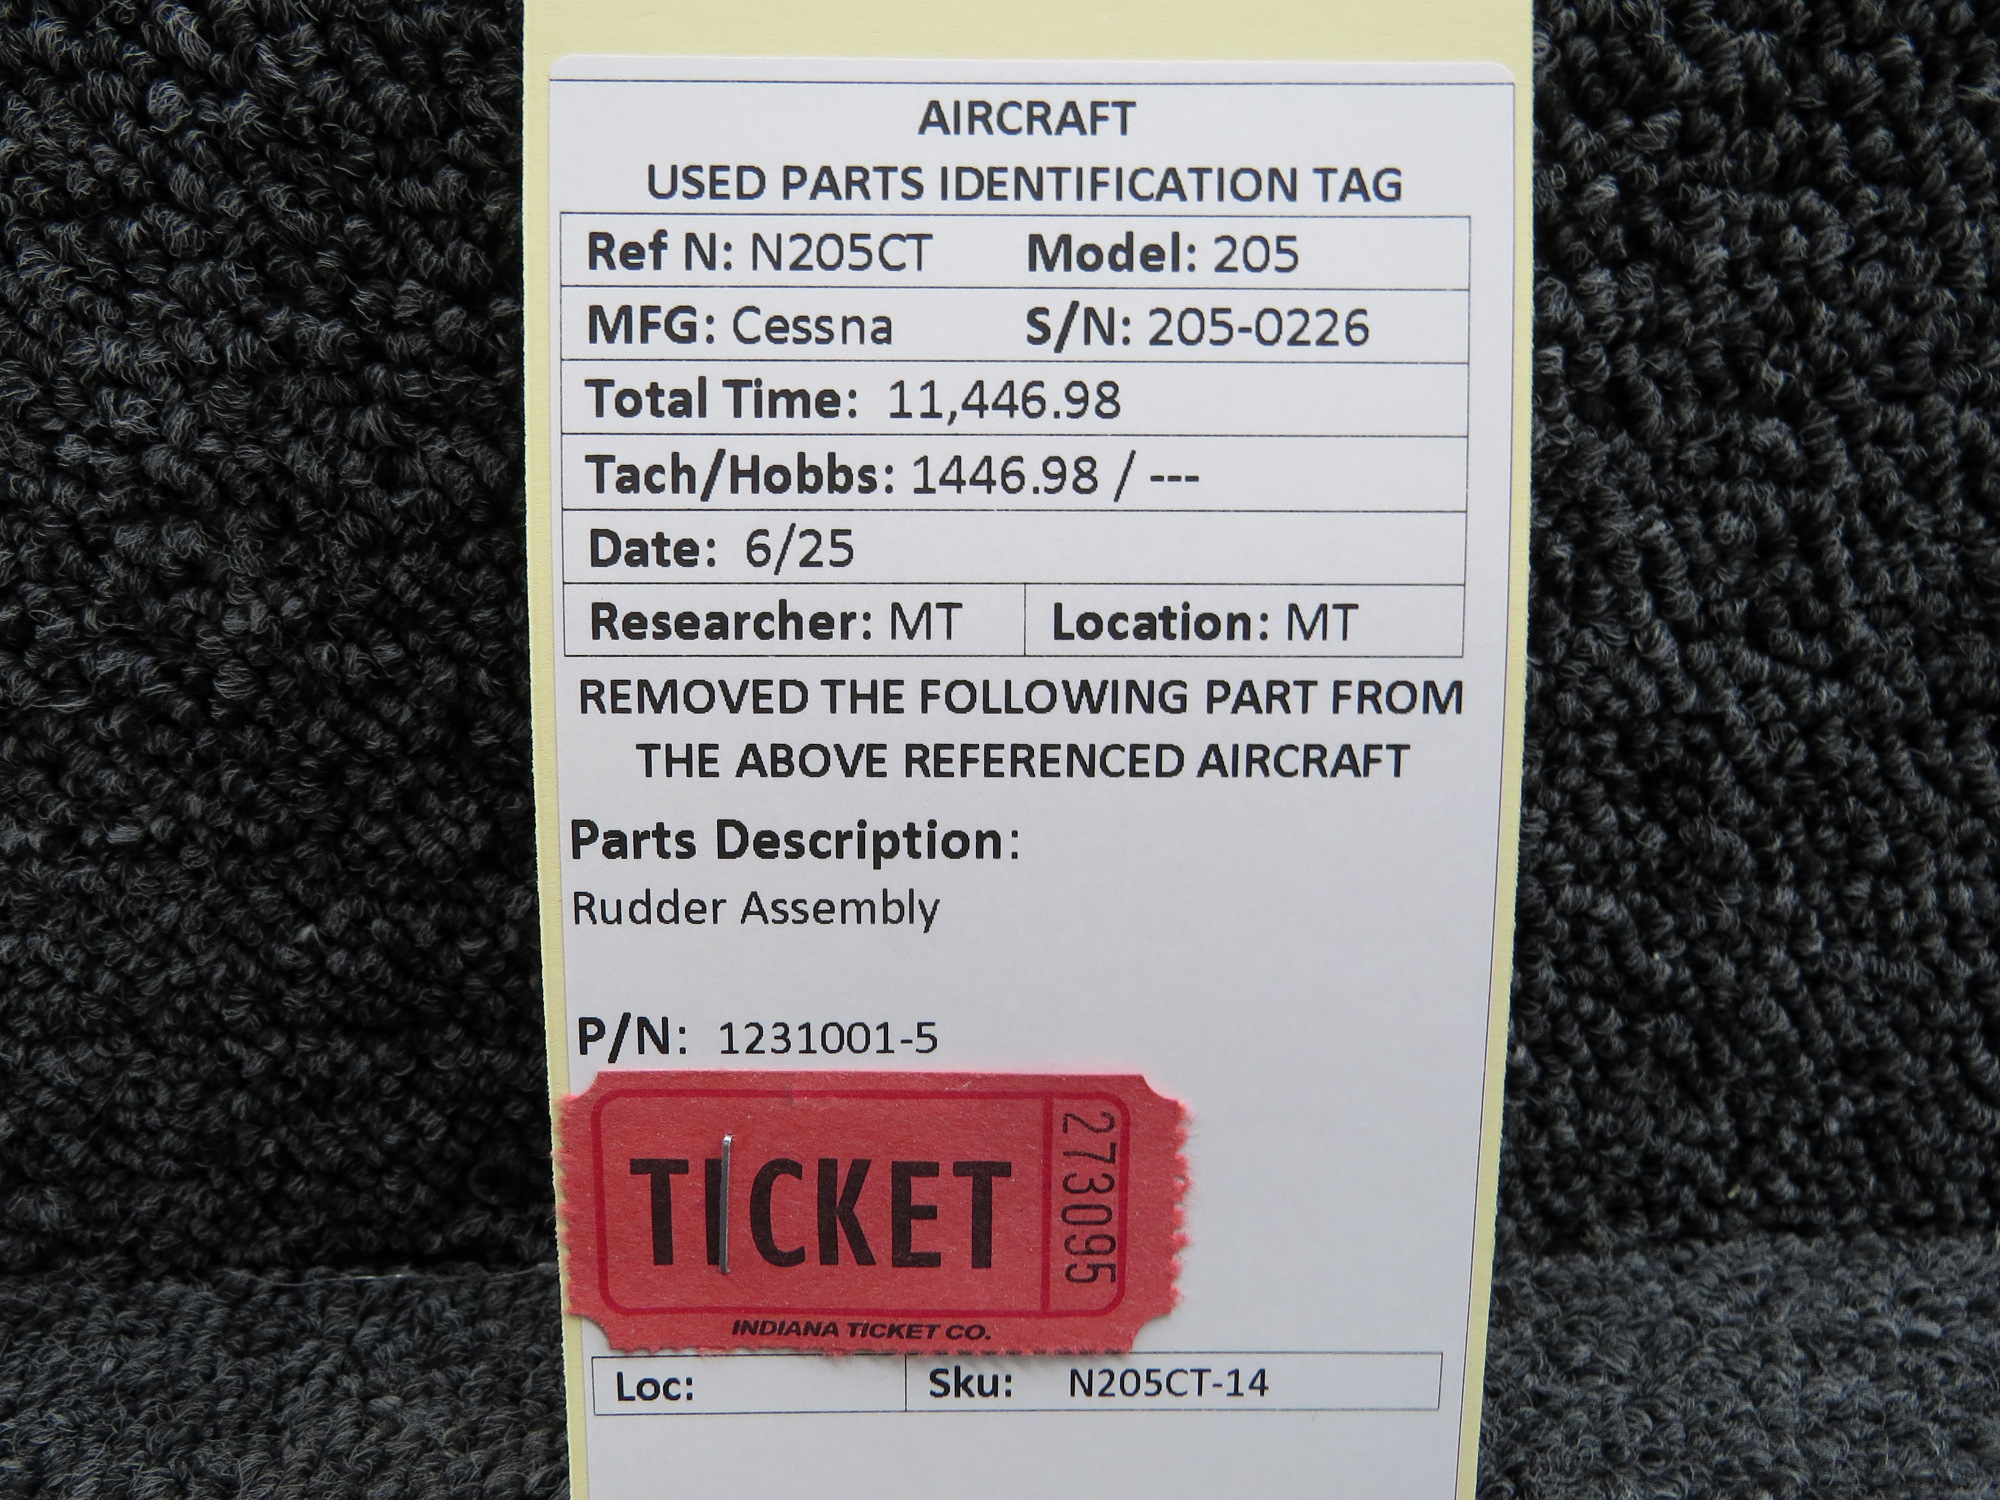 AIRCRAFT
USED PARTS IDENTIFICATION TAG
Ref N: N205CT Model: 205
MFG: Cessna S/N: 205-0226
Total Time: 11,446.98
Tach/Hobbs: 1446.98 / ---
Date: 6/25
Researcher: MT Location: MT
REMOVED THE FOLLOWING PART FROM
THE ABOVE REFERENCED AIRCRAFT
Parts Description:
Rudder Assembly
P/N: 1231001-5
TICKET
273095
INDIANA TICKET CO.
Loc: Sku: N205CT-14